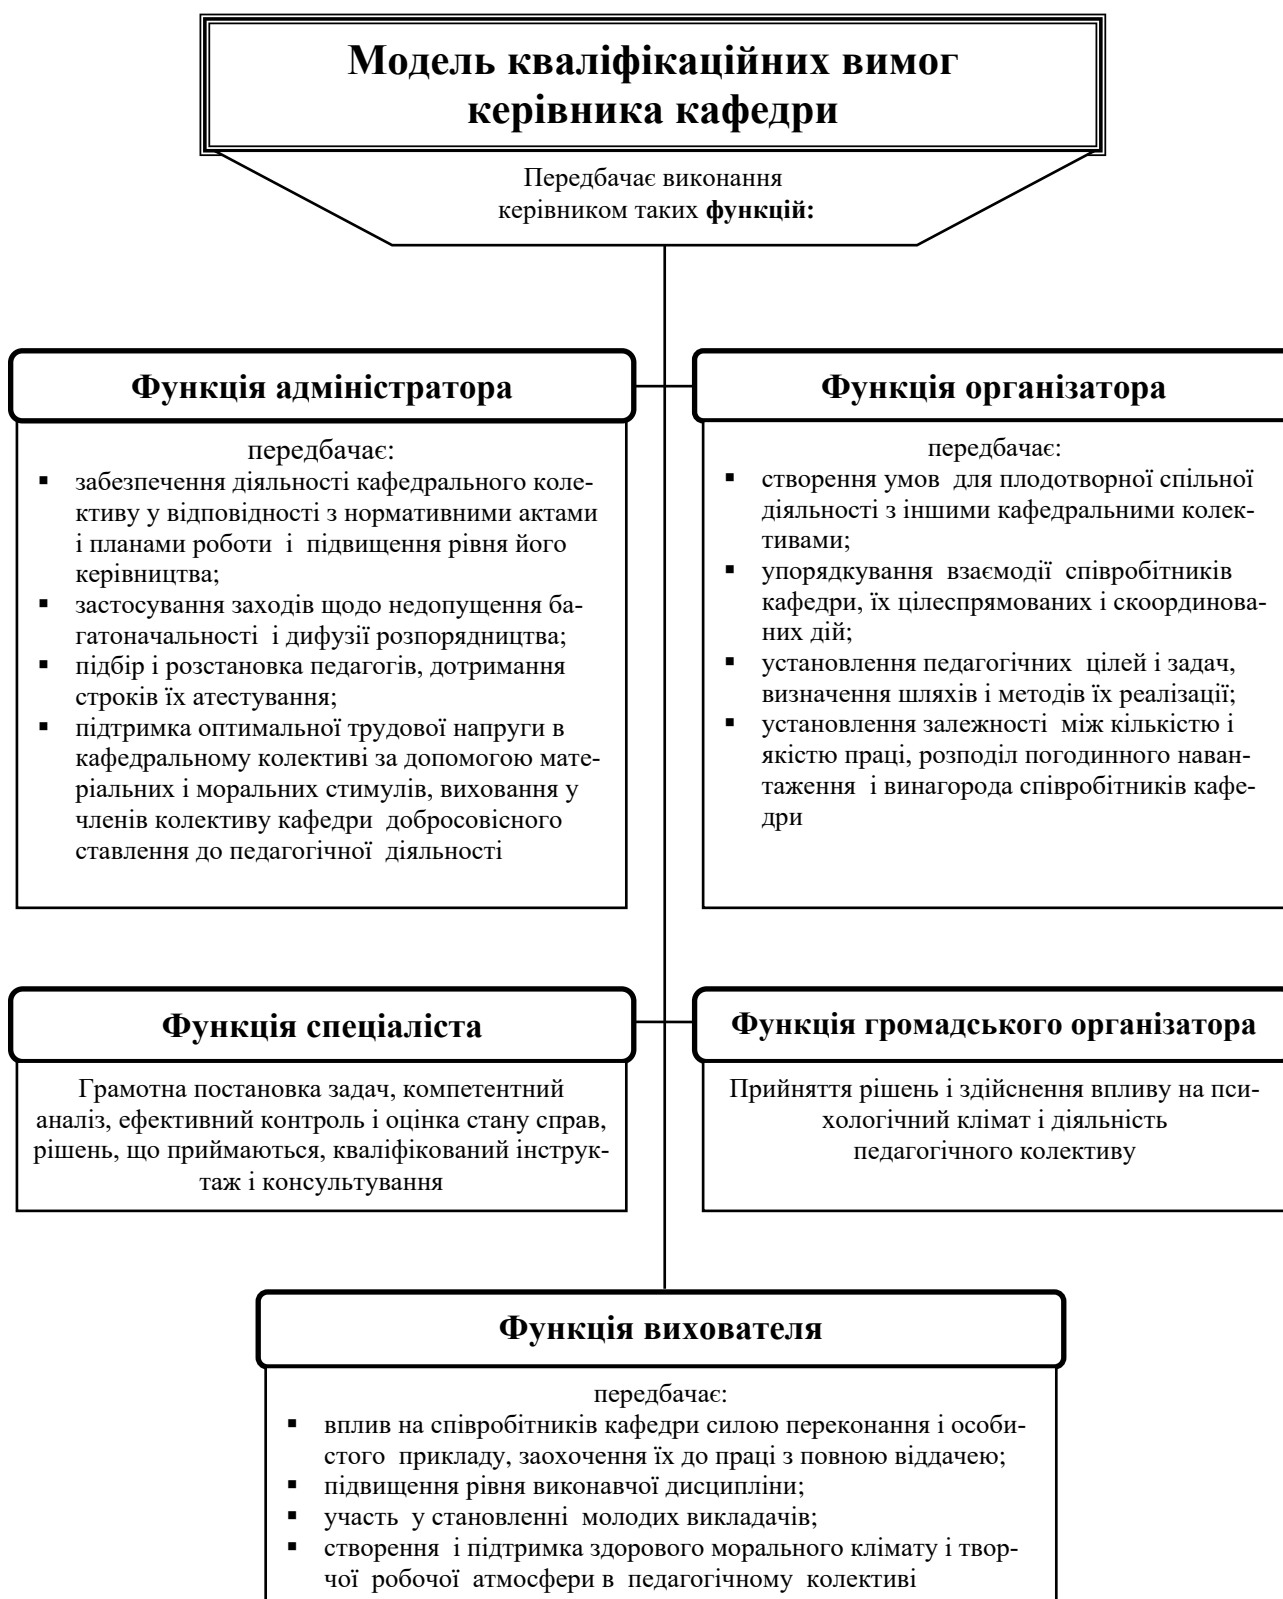 Модель кваліфікаційних вимог
керівника кафедри
Передбачає виконання
керівником таких функцій:
Функція адміністратора
передбачає:
▪ забезпечення діяльності кафедрального коле-
ктиву у відповідності з нормативними актами
і планами роботи і підвищення рівня його
керівництва;
▪ застосування заходів щодо недопущення ба-
гатоначальності і дифузії розпорядництва;
▪ підбір і розстановка педагогів, дотримання
строків їх атестування;
▪ підтримка оптимальної трудової напруги в
кафедральному колективі за допомогою мате-
ріальних і моральних стимулів, виховання у
членів колективу кафедри добросовісного
ставлення до педагогічної діяльності
Функція організатора
передбачає:
▪ створення умов для плодотворної спільної
діяльності з іншими кафедральними колек-
тивами;
▪ упорядкування взаємодії співробітників
кафедри, їх цілеспрямованих і скоординова-
них дій;
▪ установлення педагогічних цілей і задач,
визначення шляхів і методів їх реалізації;
▪ установлення залежності між кількістю і
якістю праці, розподіл погодинного наван-
таження і винагорода співробітників кафе-
дри
Функція спеціаліста
Грамотна постановка задач, компетентний
аналіз, ефективний контроль і оцінка стану справ,
рішень, що приймаються, кваліфікований інструк-
таж і консультування
Функція громадського організатора
Прийняття рішень і здійснення впливу на пси-
хологічний клімат і діяльність
педагогічного колективу
Функція вихователя
передбачає:
▪ вплив на співробітників кафедри силою переконання і особи-
стого прикладу, заохочення їх до праці з повною віддачею;
▪ підвищення рівня виконавчої дисципліни;
▪ участь у становленні молодих викладачів;
▪ створення і підтримка здорового морального клімату і твор-
чої робочої атмосфери в педагогічному колективі